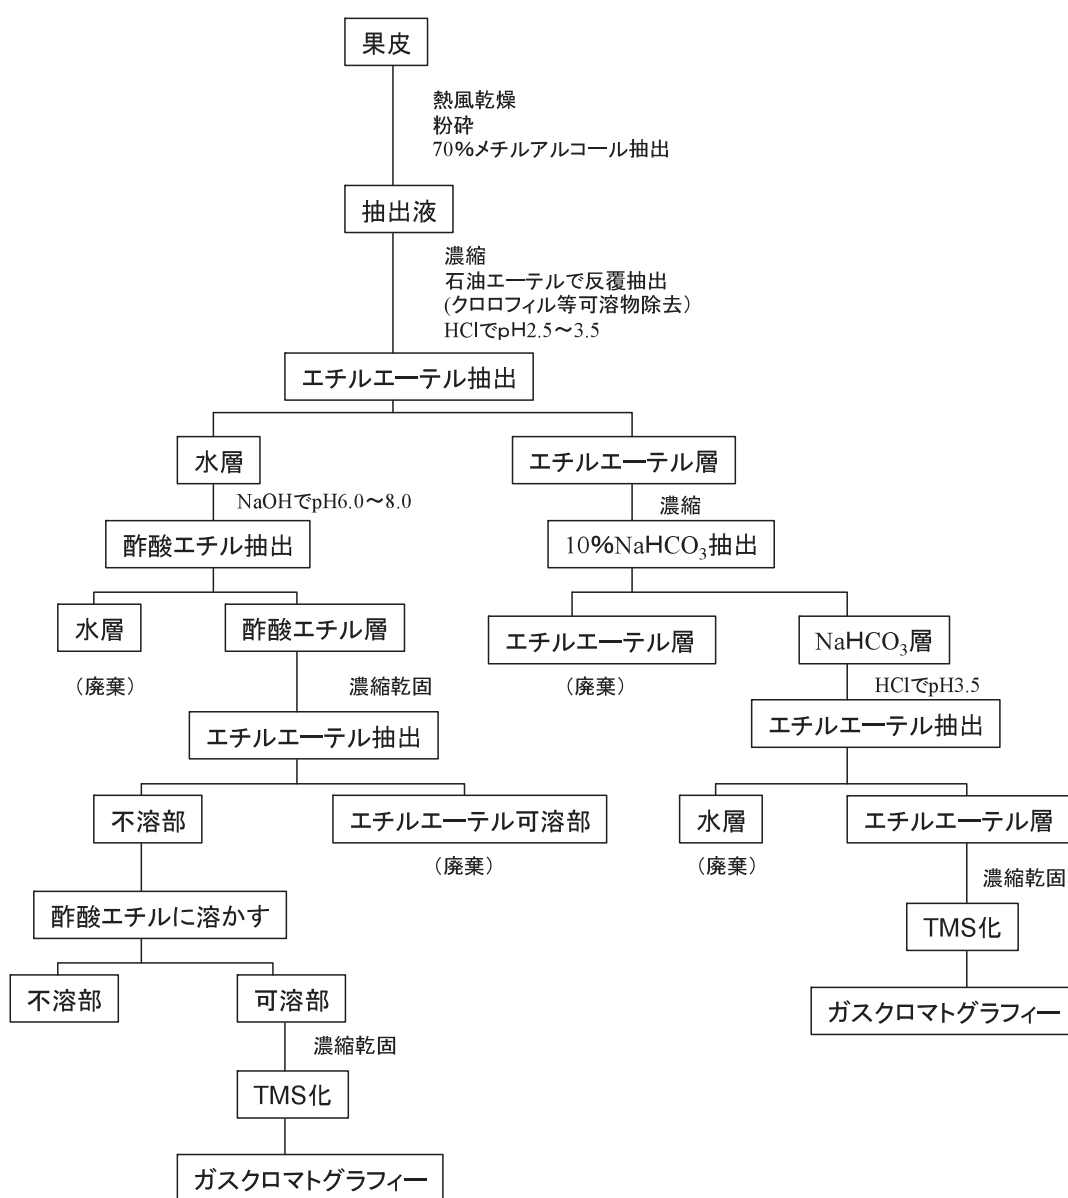 果皮
熱風乾燥
粉砕
70%メチルアルコール抽出
抽出液
濃縮
石油エーテルで反覆抽出
(クロロフィル等可溶物除去)
HClでpH2.5～3.5
エチルエーテル抽出
水層
エチルエーテル層
NaOHでpH6.0～8.0
濃縮
酢酸エチル抽出
10%NaHCO₃抽出
水層
酢酸エチル層
エチルエーテル層
NaHCO₃層
(廃棄)
濃縮乾固
(廃棄)
HClでpH3.5
エチルエーテル抽出
エチルエーテル抽出
不溶部
エチルエーテル可溶部
水層
エチルエーテル層
(廃棄)
(廃棄)
濃縮乾固
酢酸エチルに溶かす
TMS化
不溶部
可溶部
ガスクロマトグラフィー
濃縮乾固
TMS化
ガスクロマトグラフィー